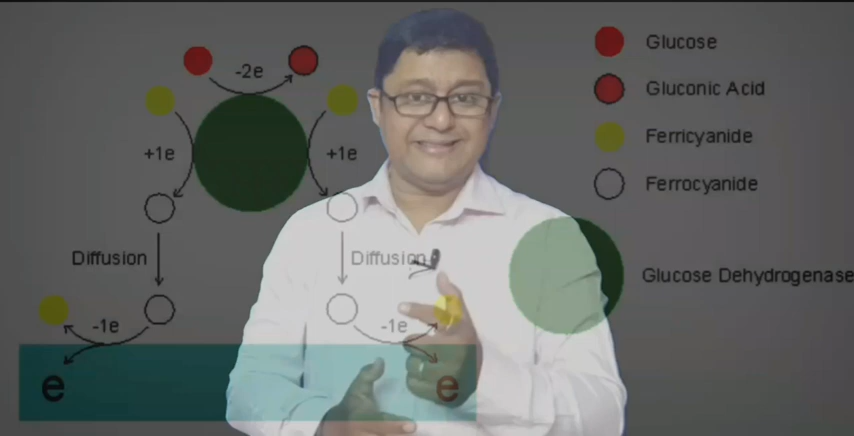 -2e
+1e
+1e
Diffusion
Diffusion
-1e
-1e
e
e
Glucose
Gluconic Acid
Ferricyanide
Ferrocyanide
Glucose Dehydrogenase